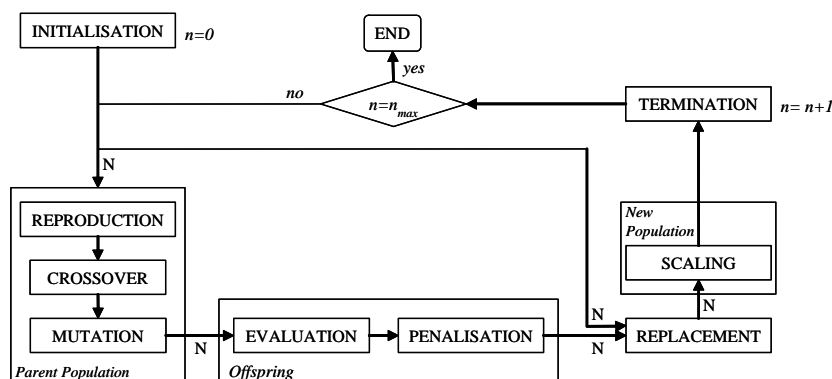 INITIALISATION
n=0
END
yes
no
n=n_max
TERMINATION
n= n+1
N
REPRODUCTION
CROSSOVER
MUTATION
Parent Population
N
EVALUATION
PENALISATION
Offspring
N
N
REPLACEMENT
N
New
Population
SCALING